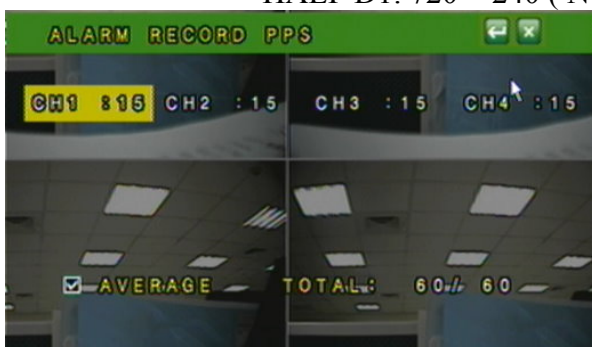 ALARM RECORD PPS
CH1 :15 CH2 :15 CH3 :15 CH4 :15
AVERAGE TOTAL: 60/ 60